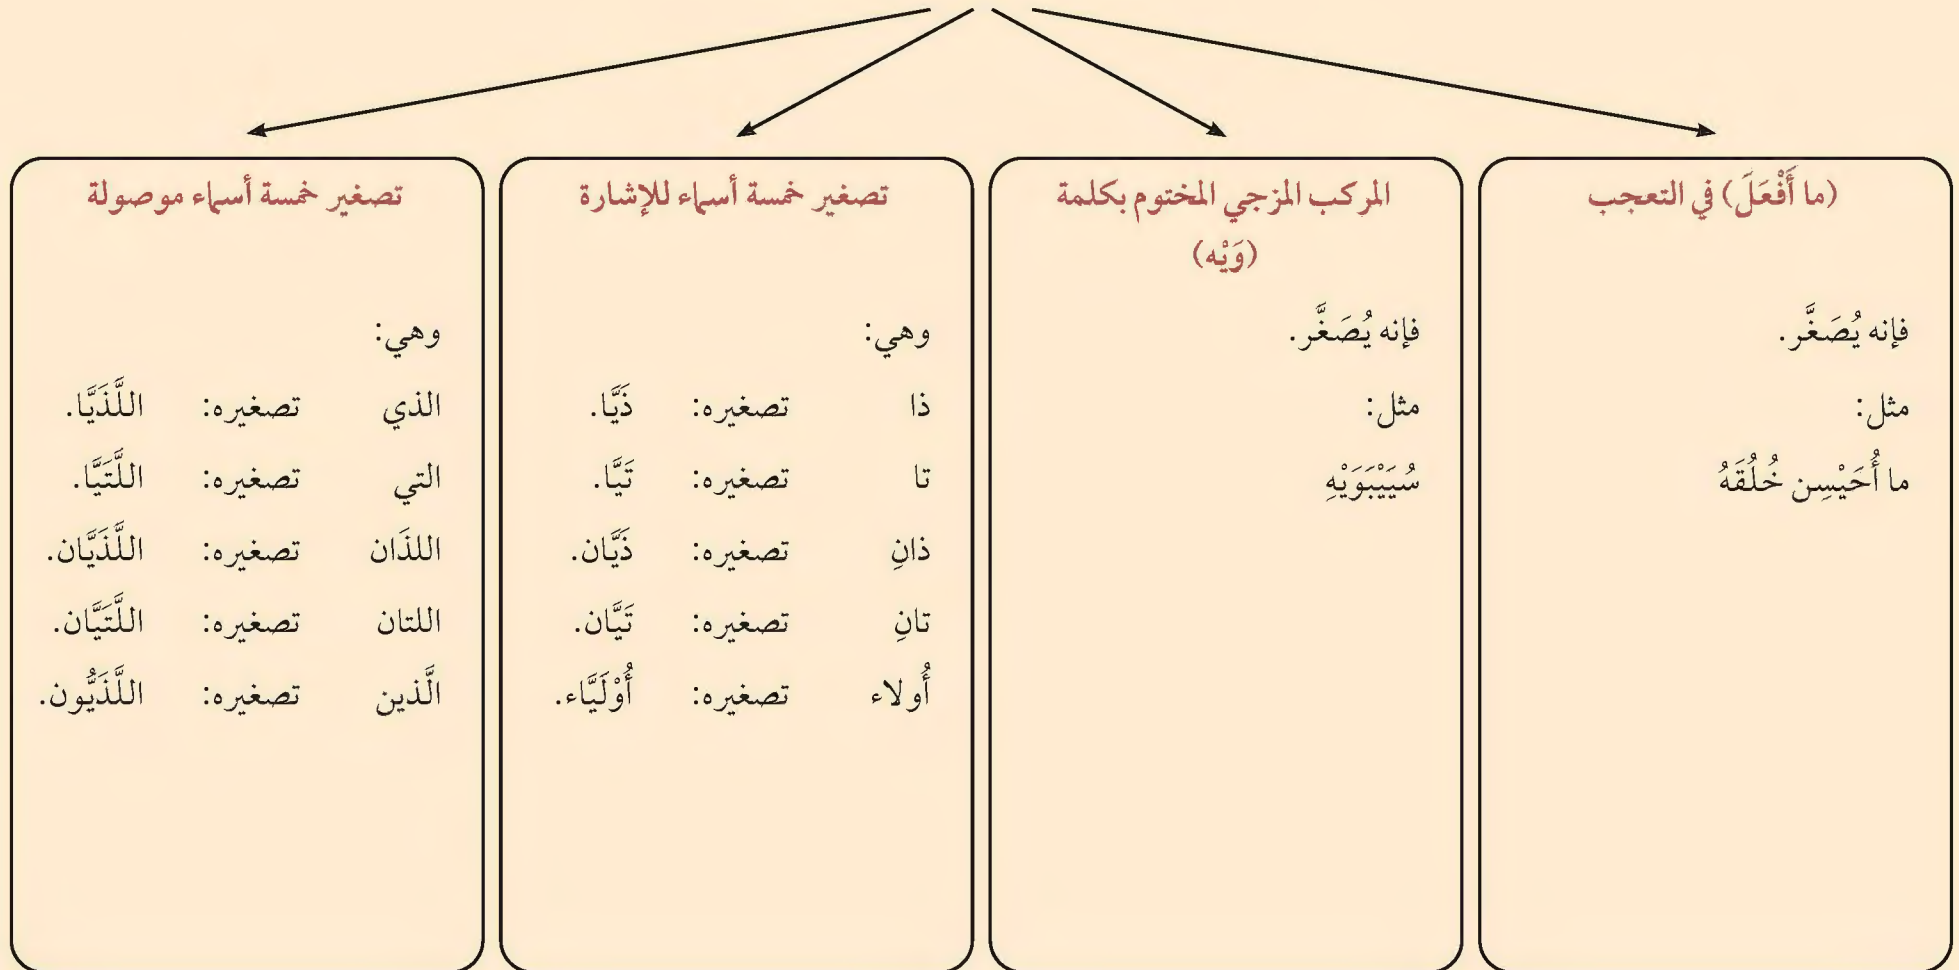 (ما أَفْعَلَ) في التعجب
فإنه يُصَغَّر.
مثل:
ما أُحَيْسِن خُلُقَهُ
المركب المزجي المختوم بكلمة
(وَيْه)
فإنه يُصَغَّر.
مثل:
سُيَيْبَوَيْهِ
تصغير خمسة أسماء للإشارة
وهي:
ذا تصغيره: ذَيَّا.
تا تصغيره: تَيَّا.
ذانِ تصغيره: ذَيَّان.
تانِ تصغيره: تَيَّان.
أُولاء تصغيره: أُوْلَيَّاء.
تصغير خمسة أسماء موصولة
وهي:
الذي تصغيره: اللَّذَيَّا.
التي تصغيره: اللَّتَيَّا.
اللذَان تصغيره: اللَّذَيَّان.
اللتان تصغيره: اللَّتَيَّان.
الَّذين تصغيره: اللَّذَيُّون.